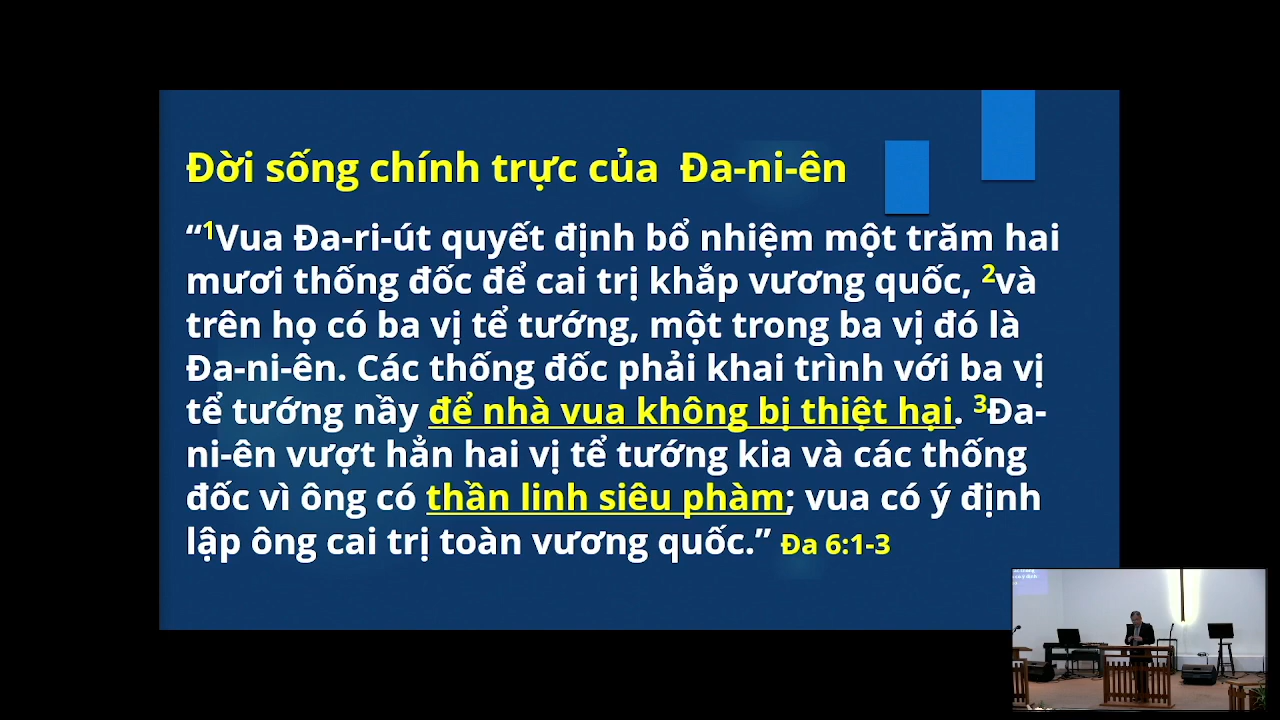 Đời sống chính trực của Đa-ni-ên
“1Vua Đa-ri-út quyết định bổ nhiệm một trăm hai
mươi thống đốc để cai trị khắp vương quốc, 2và
trên họ có ba vị tể tướng, một trong ba vị đó là
Đa-ni-ên. Các thống đốc phải khai trình với ba vị
tể tướng nầy để nhà vua không bị thiệt hại. 3Đa-
ni-ên vượt hẳn hai vị tể tướng kia và các thống
đốc vì ông có thần linh siêu phàm; vua có ý định
lập ông cai trị toàn vương quốc.” Đa 6:1-3